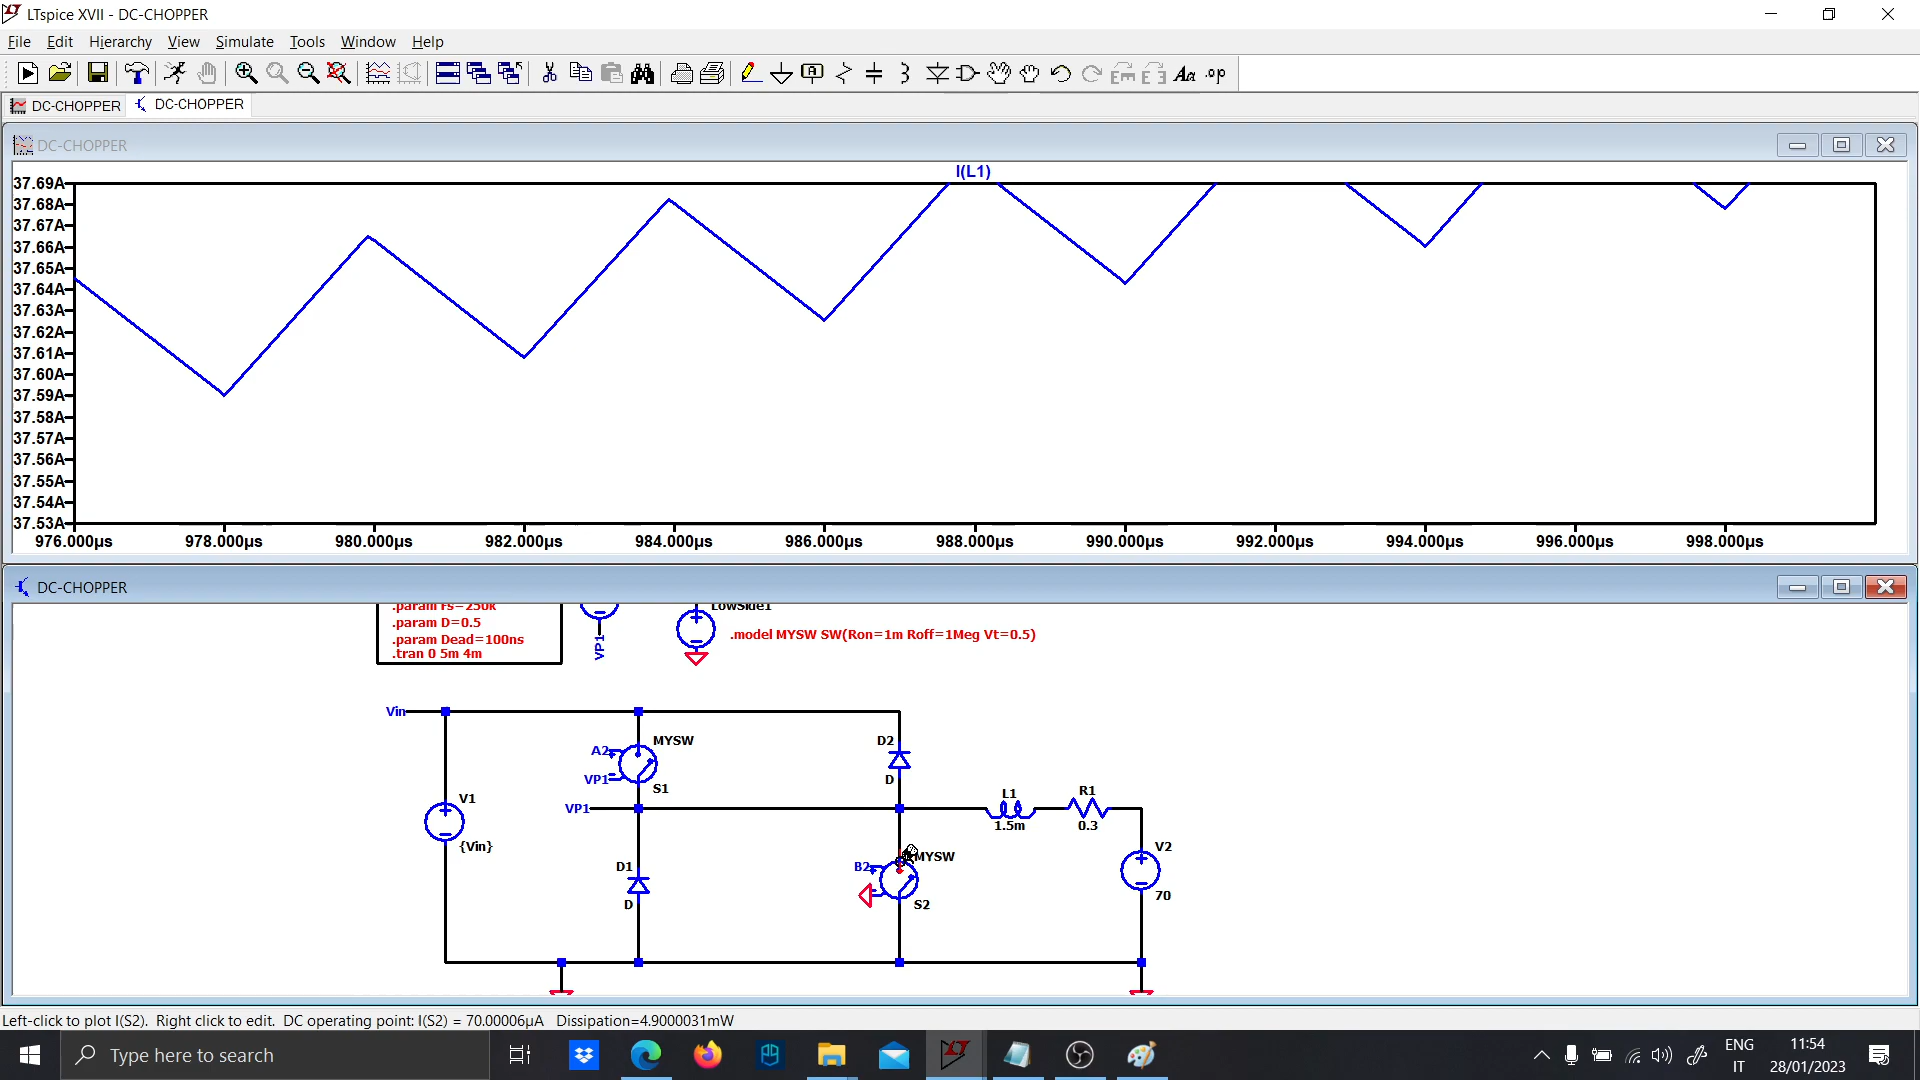 LTspice XVII - DC-CHOPPER
File Edit Hierarchy View Simulate Tools Window Help
DC-CHOPPER DC-CHOPPER
DC-CHOPPER
I(L1)
37.69A
37.68A
37.67A
37.66A
37.65A
37.64A
37.63A
37.62A
37.61A
37.60A
37.59A
37.58A
37.57A
37.56A
37.55A
37.54A
37.53A
976.000µs 978.000µs 980.000µs 982.000µs 984.000µs 986.000µs 988.000µs 990.000µs 992.000µs 994.000µs 996.000µs 998.000µs
DC-CHOPPER
.param Fs=250k
.param D=0.5
.param Dead=100ns
.tran 0 5m 4m
VP1
LowSide1
.model MYSW SW(Ron=1m Roff=1Meg Vt=0.5)
Vin
A2
VP1
MYSW
S1
D2
D
VP1
V1
{Vin}
D1
D
B2
MYSW
S2
L1
1.5m
R1
0.3
V2
70
Left-click to plot I(S2). Right click to edit. DC operating point: I(S2) = 70.00006µA Dissipation=4.9000031mW
Type here to search
ENG
IT
11:54
28/01/2023